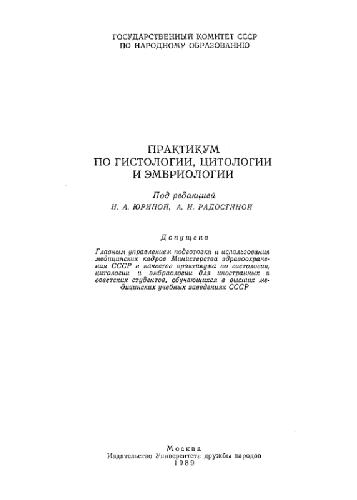 ГОСУДАРСТВЕННЫЙ КОМИТЕТ СССР
ПО НАРОДНОМУ ОБРАЗОВАНИЮ
ПРАКТИКУМ
ПО ГИСТОЛОГИИ, ЦИТОЛОГИИ
И ЭМБРИОЛОГИИ
Под редакцией
Н. А. ЮРИНОЙ, А. И. РАДОСТИНОЙ
Допущено
Главным управлением подготовки и использования
медицинских кадров Министерства здравоохране-
ния СССР в качестве практикума по гистологии,
цитологии и эмбриологии для иностранных и
советских студентов, обучающихся в высших ме-
дицинских учебных заведениях СССР
Москва
Издательство Университета дружбы народов
1989